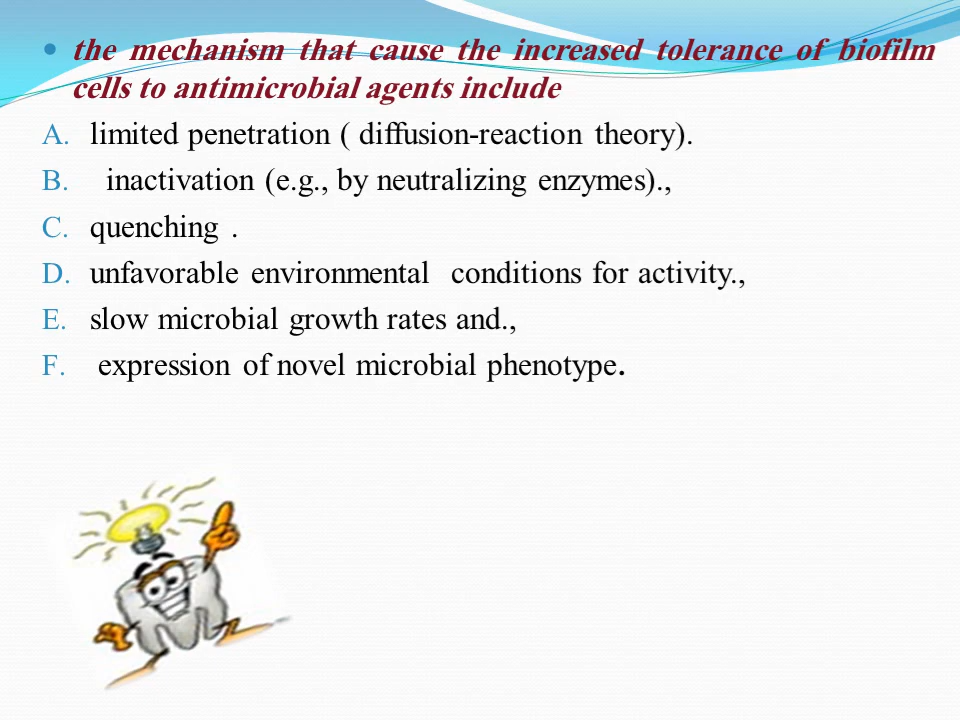 • the mechanism that cause the increased tolerance of biofilm
cells to antimicrobial agents include
A. limited penetration ( diffusion-reaction theory).
B. inactivation (e.g., by neutralizing enzymes).,
C. quenching .
D. unfavorable environmental conditions for activity.,
E. slow microbial growth rates and.,
F. expression of novel microbial phenotype.